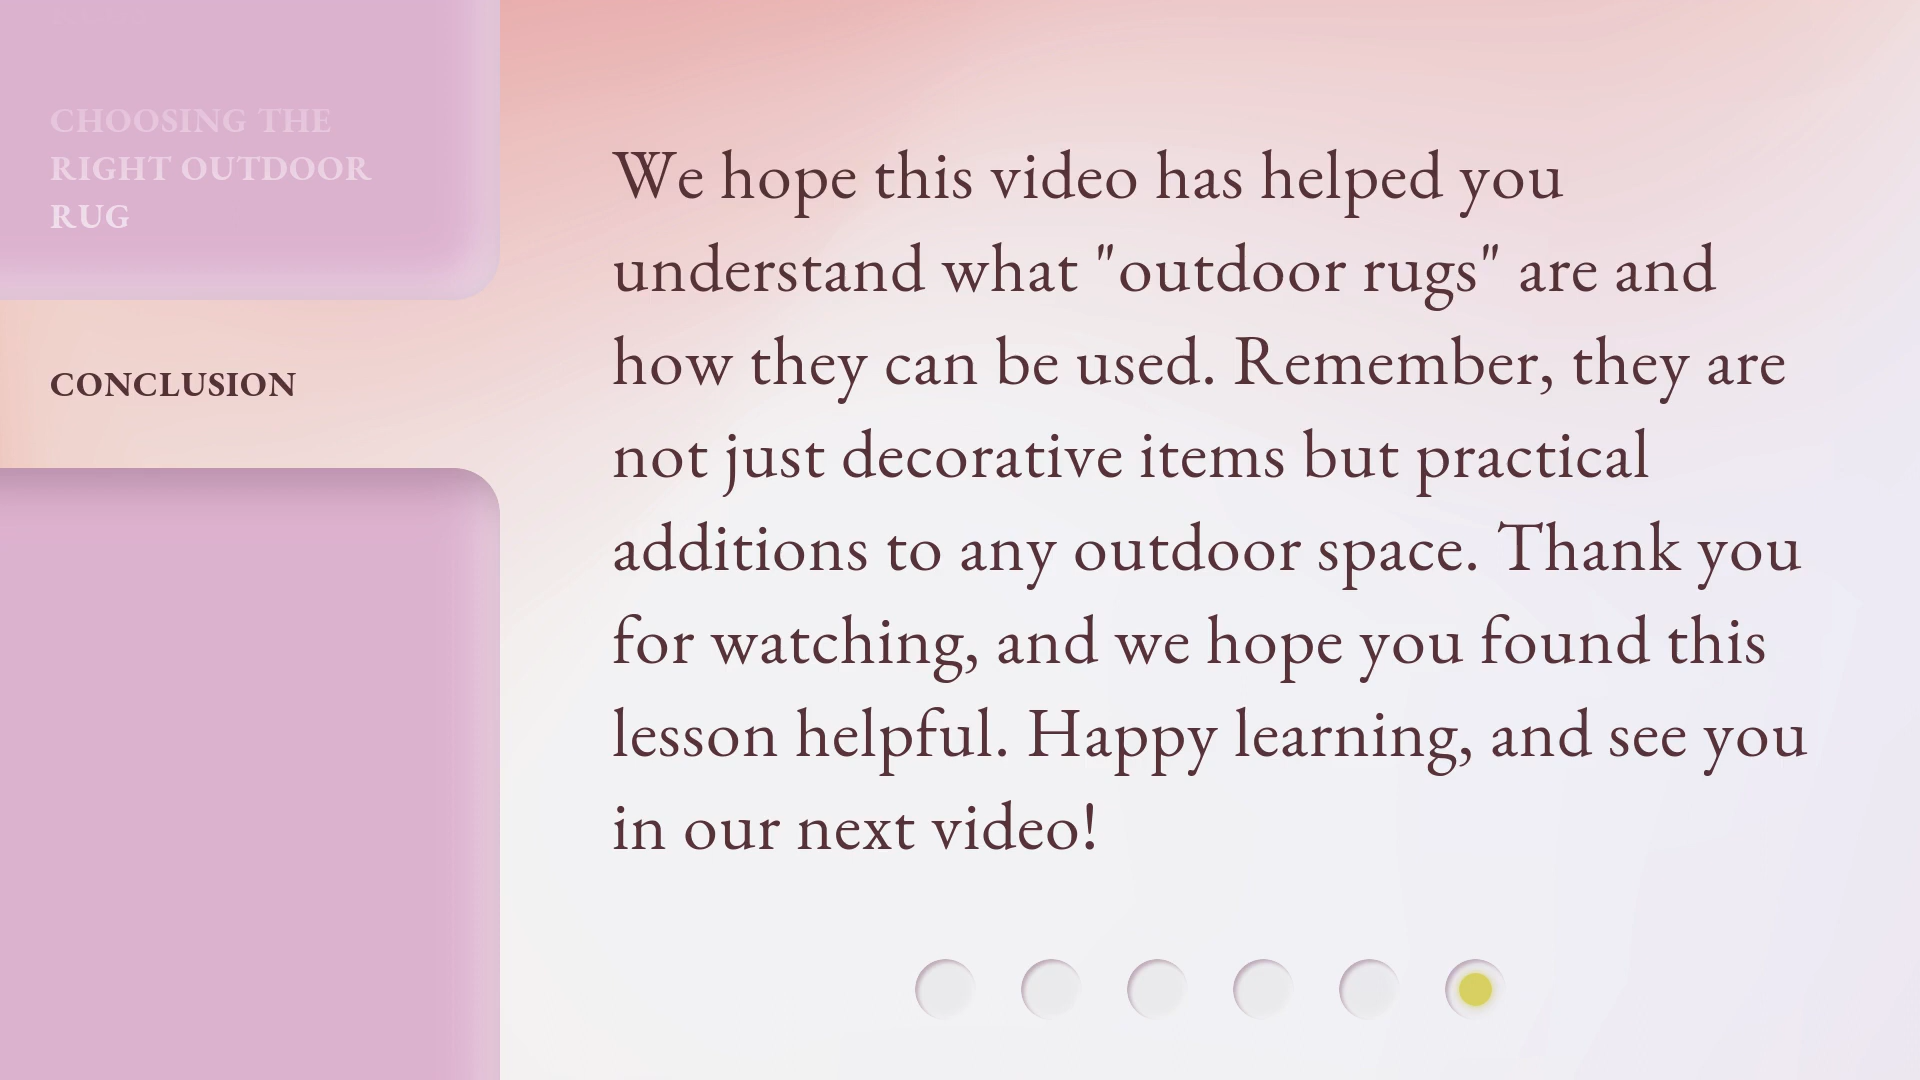 CHOOSING THE
RIGHT OUTDOOR
RUG
CONCLUSION
We hope this video has helped you
understand what "outdoor rugs" are and
how they can be used. Remember, they are
not just decorative items but practical
additions to any outdoor space. Thank you
for watching, and we hope you found this
lesson helpful. Happy learning, and see you
in our next video!